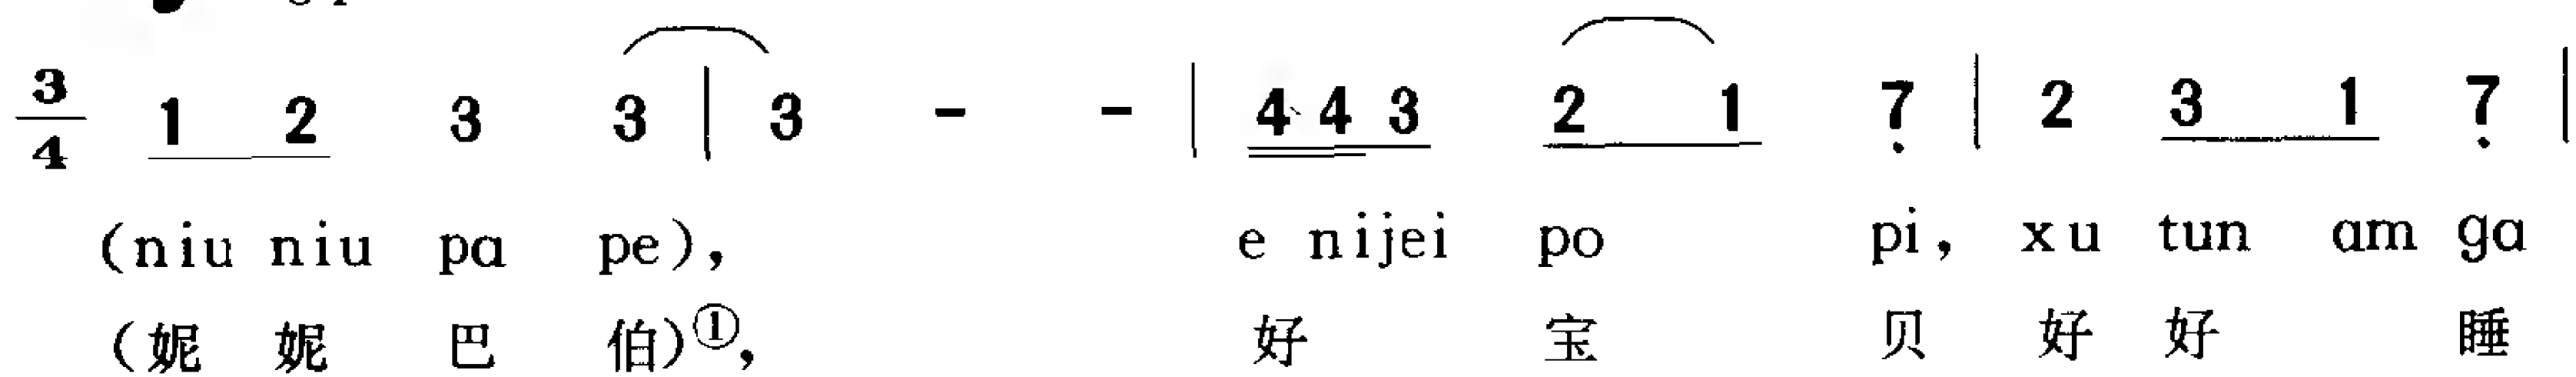 3/4 1 2 3 3 | 3 - - | 4 4 3 2 1 7̣ | 2 3 1 7̣ |
(niu niu pa pe), e nijei po pi, xu tun am ga
(妮 妮 巴 伯)①, 好 宝 贝 好 好 睡